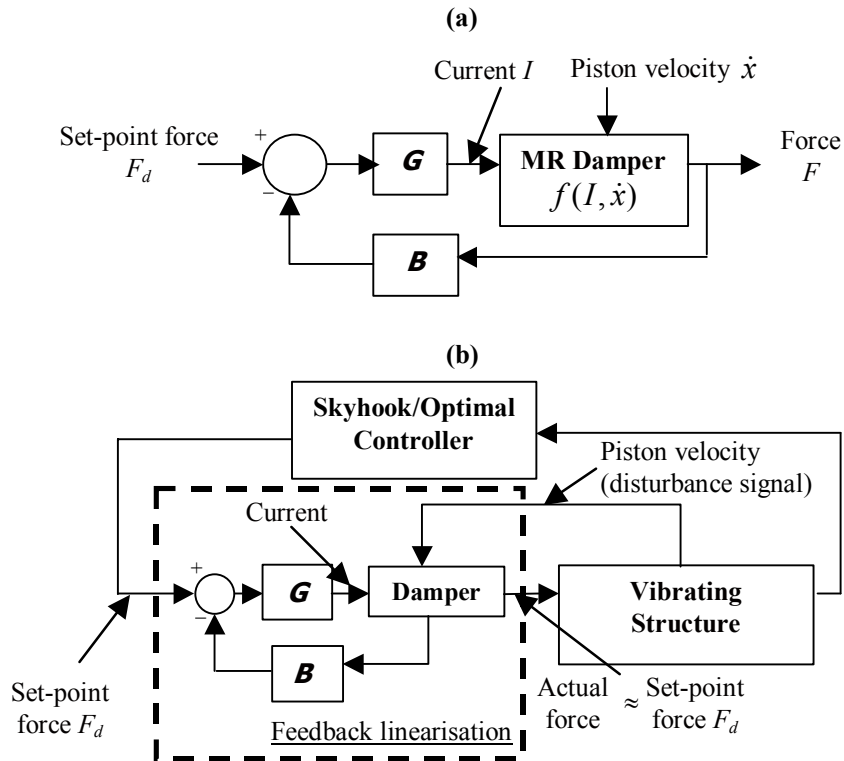 (a)
Current I
Piston velocity ẋ
Set-point force
F_d
+
−
G
MR Damper
f(I, ẋ)
Force
F
B
(b)
Skyhook/Optimal
Controller
Piston velocity
(disturbance signal)
Current
+
−
G
Damper
Vibrating
Structure
B
Set-point
force F_d
Actual
force
≈
Set-point
force F_d
Feedback linearisation